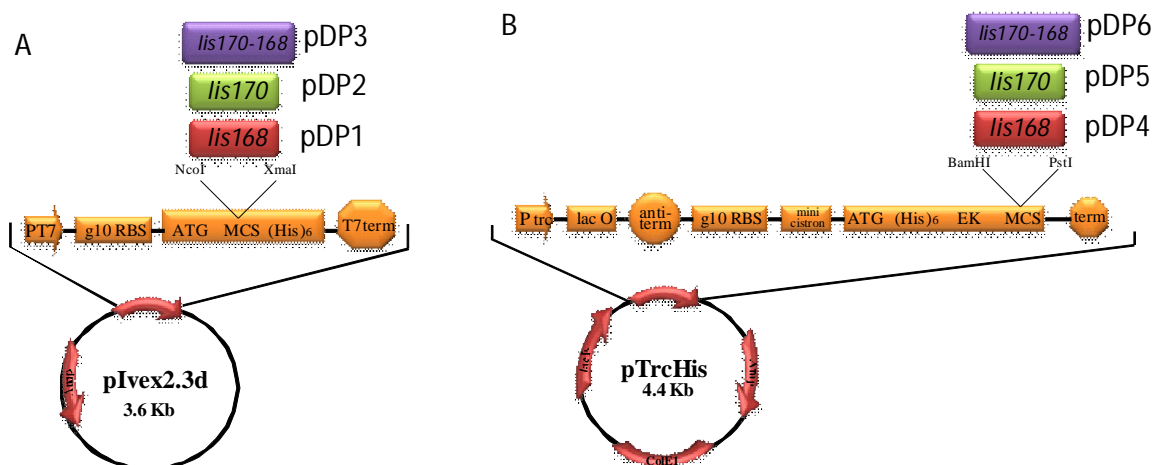 A
lis170-168 pDP3
lis170 pDP2
lis168 pDP1
NcoI XmaI
PT7 g10 RBS ATG MCS (His)6 T7term
Amp
pIvex2.3d
3.6 Kb
B
lis170-168 pDP6
lis170 pDP5
lis168 pDP4
BamHI PstI
P trc lac O anti-term g10 RBS mini cistron ATG (His)6 EK MCS term
Amp
pTrcHis
4.4 Kb
ColE1